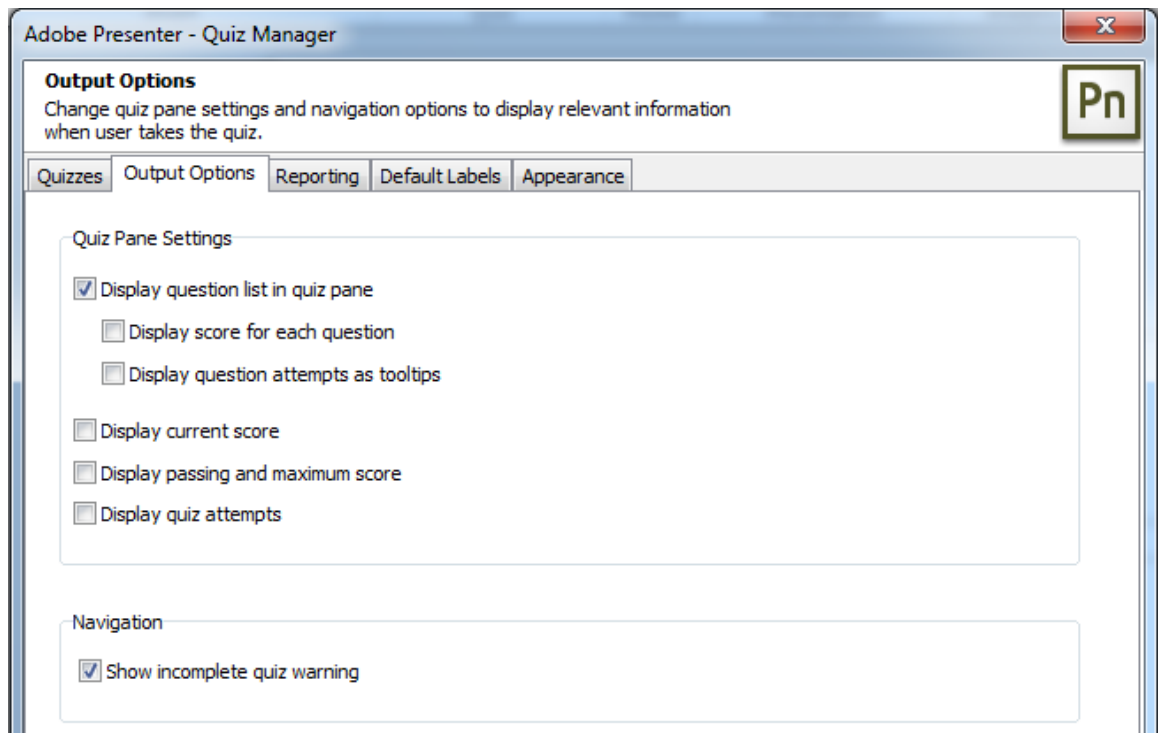 Adobe Presenter - Quiz Manager
Output Options
Change quiz pane settings and navigation options to display relevant information
when user takes the quiz.
Pn
Quizzes Output Options Reporting Default Labels Appearance
Quiz Pane Settings
Display question list in quiz pane
Display score for each question
Display question attempts as tooltips
Display current score
Display passing and maximum score
Display quiz attempts
Navigation
Show incomplete quiz warning